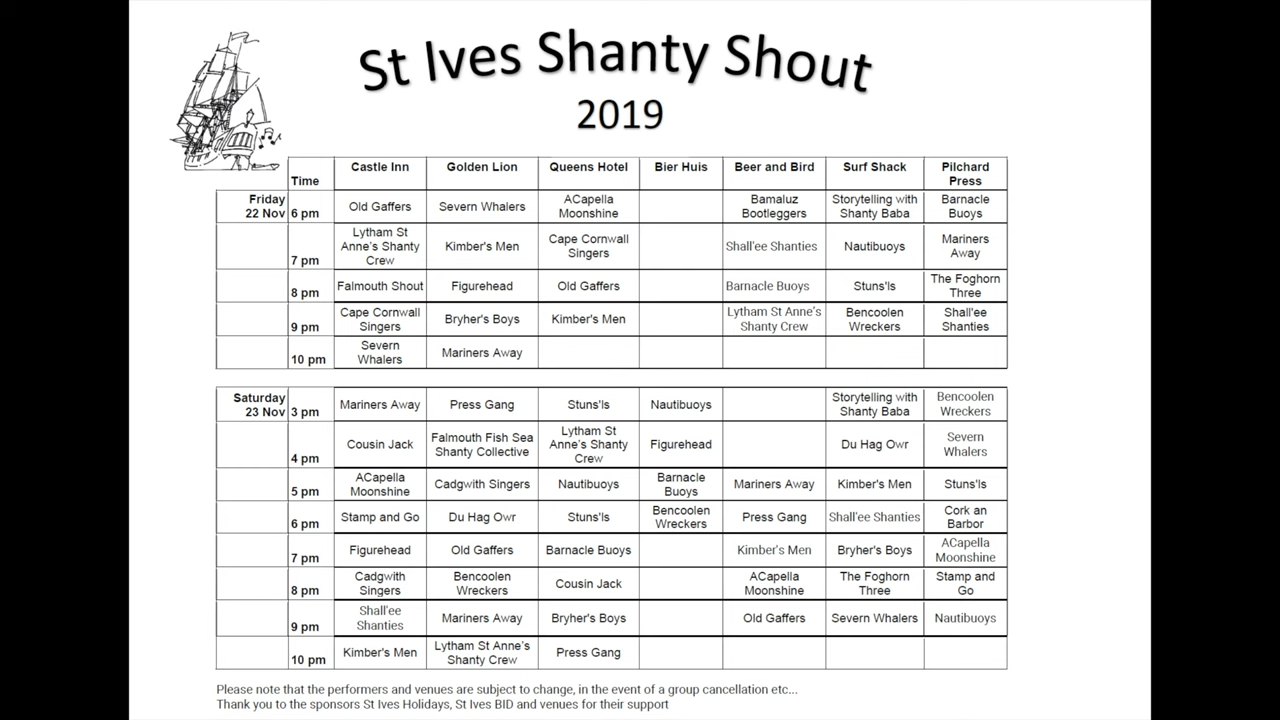 St Ives Shanty Shout
2019
Time Castle Inn Golden Lion Queens Hotel Bier Huis Beer and Bird Surf Shack Pilchard Press
Friday 22 Nov 6 pm Old Gaffers Severn Whalers ACapella Moonshine Bamaluz Bootleggers Storytelling with Shanty Baba Barnacle Buoys
7 pm Lytham St Anne's Shanty Crew Kimber's Men Cape Cornwall Singers Shall'ee Shanties Nautibuoys Mariners Away
8 pm Falmouth Shout Figurehead Old Gaffers Barnacle Buoys Stuns'ls The Foghorn Three
9 pm Cape Cornwall Singers Bryher's Boys Kimber's Men Lytham St Anne's Shanty Crew Bencoolen Wreckers Shall'ee Shanties
10 pm Severn Whalers Mariners Away
Saturday 23 Nov 3 pm Mariners Away Press Gang Stuns'ls Nautibuoys Storytelling with Shanty Baba Bencoolen Wreckers
4 pm Cousin Jack Falmouth Fish Sea Shanty Collective Lytham St Anne's Shanty Crew Figurehead Du Hag Owr Severn Whalers
5 pm ACapella Moonshine Cadgwith Singers Nautibuoys Barnacle Buoys Mariners Away Kimber's Men Stuns'ls
6 pm Stamp and Go Du Hag Owr Stuns'ls Bencoolen Wreckers Press Gang Shall'ee Shanties Cork an Barbor
7 pm Figurehead Old Gaffers Barnacle Buoys Kimber's Men Bryher's Boys ACapella Moonshine
8 pm Cadgwith Singers Bencoolen Wreckers Cousin Jack ACapella Moonshine The Foghorn Three Stamp and Go
9 pm Shall'ee Shanties Mariners Away Bryher's Boys Old Gaffers Severn Whalers Nautibuoys
10 pm Kimber's Men Lytham St Anne's Shanty Crew Press Gang
Please note that the performers and venues are subject to change, in the event of a group cancellation etc...
Thank you to the sponsors St Ives Holidays, St Ives BID and venues for their support